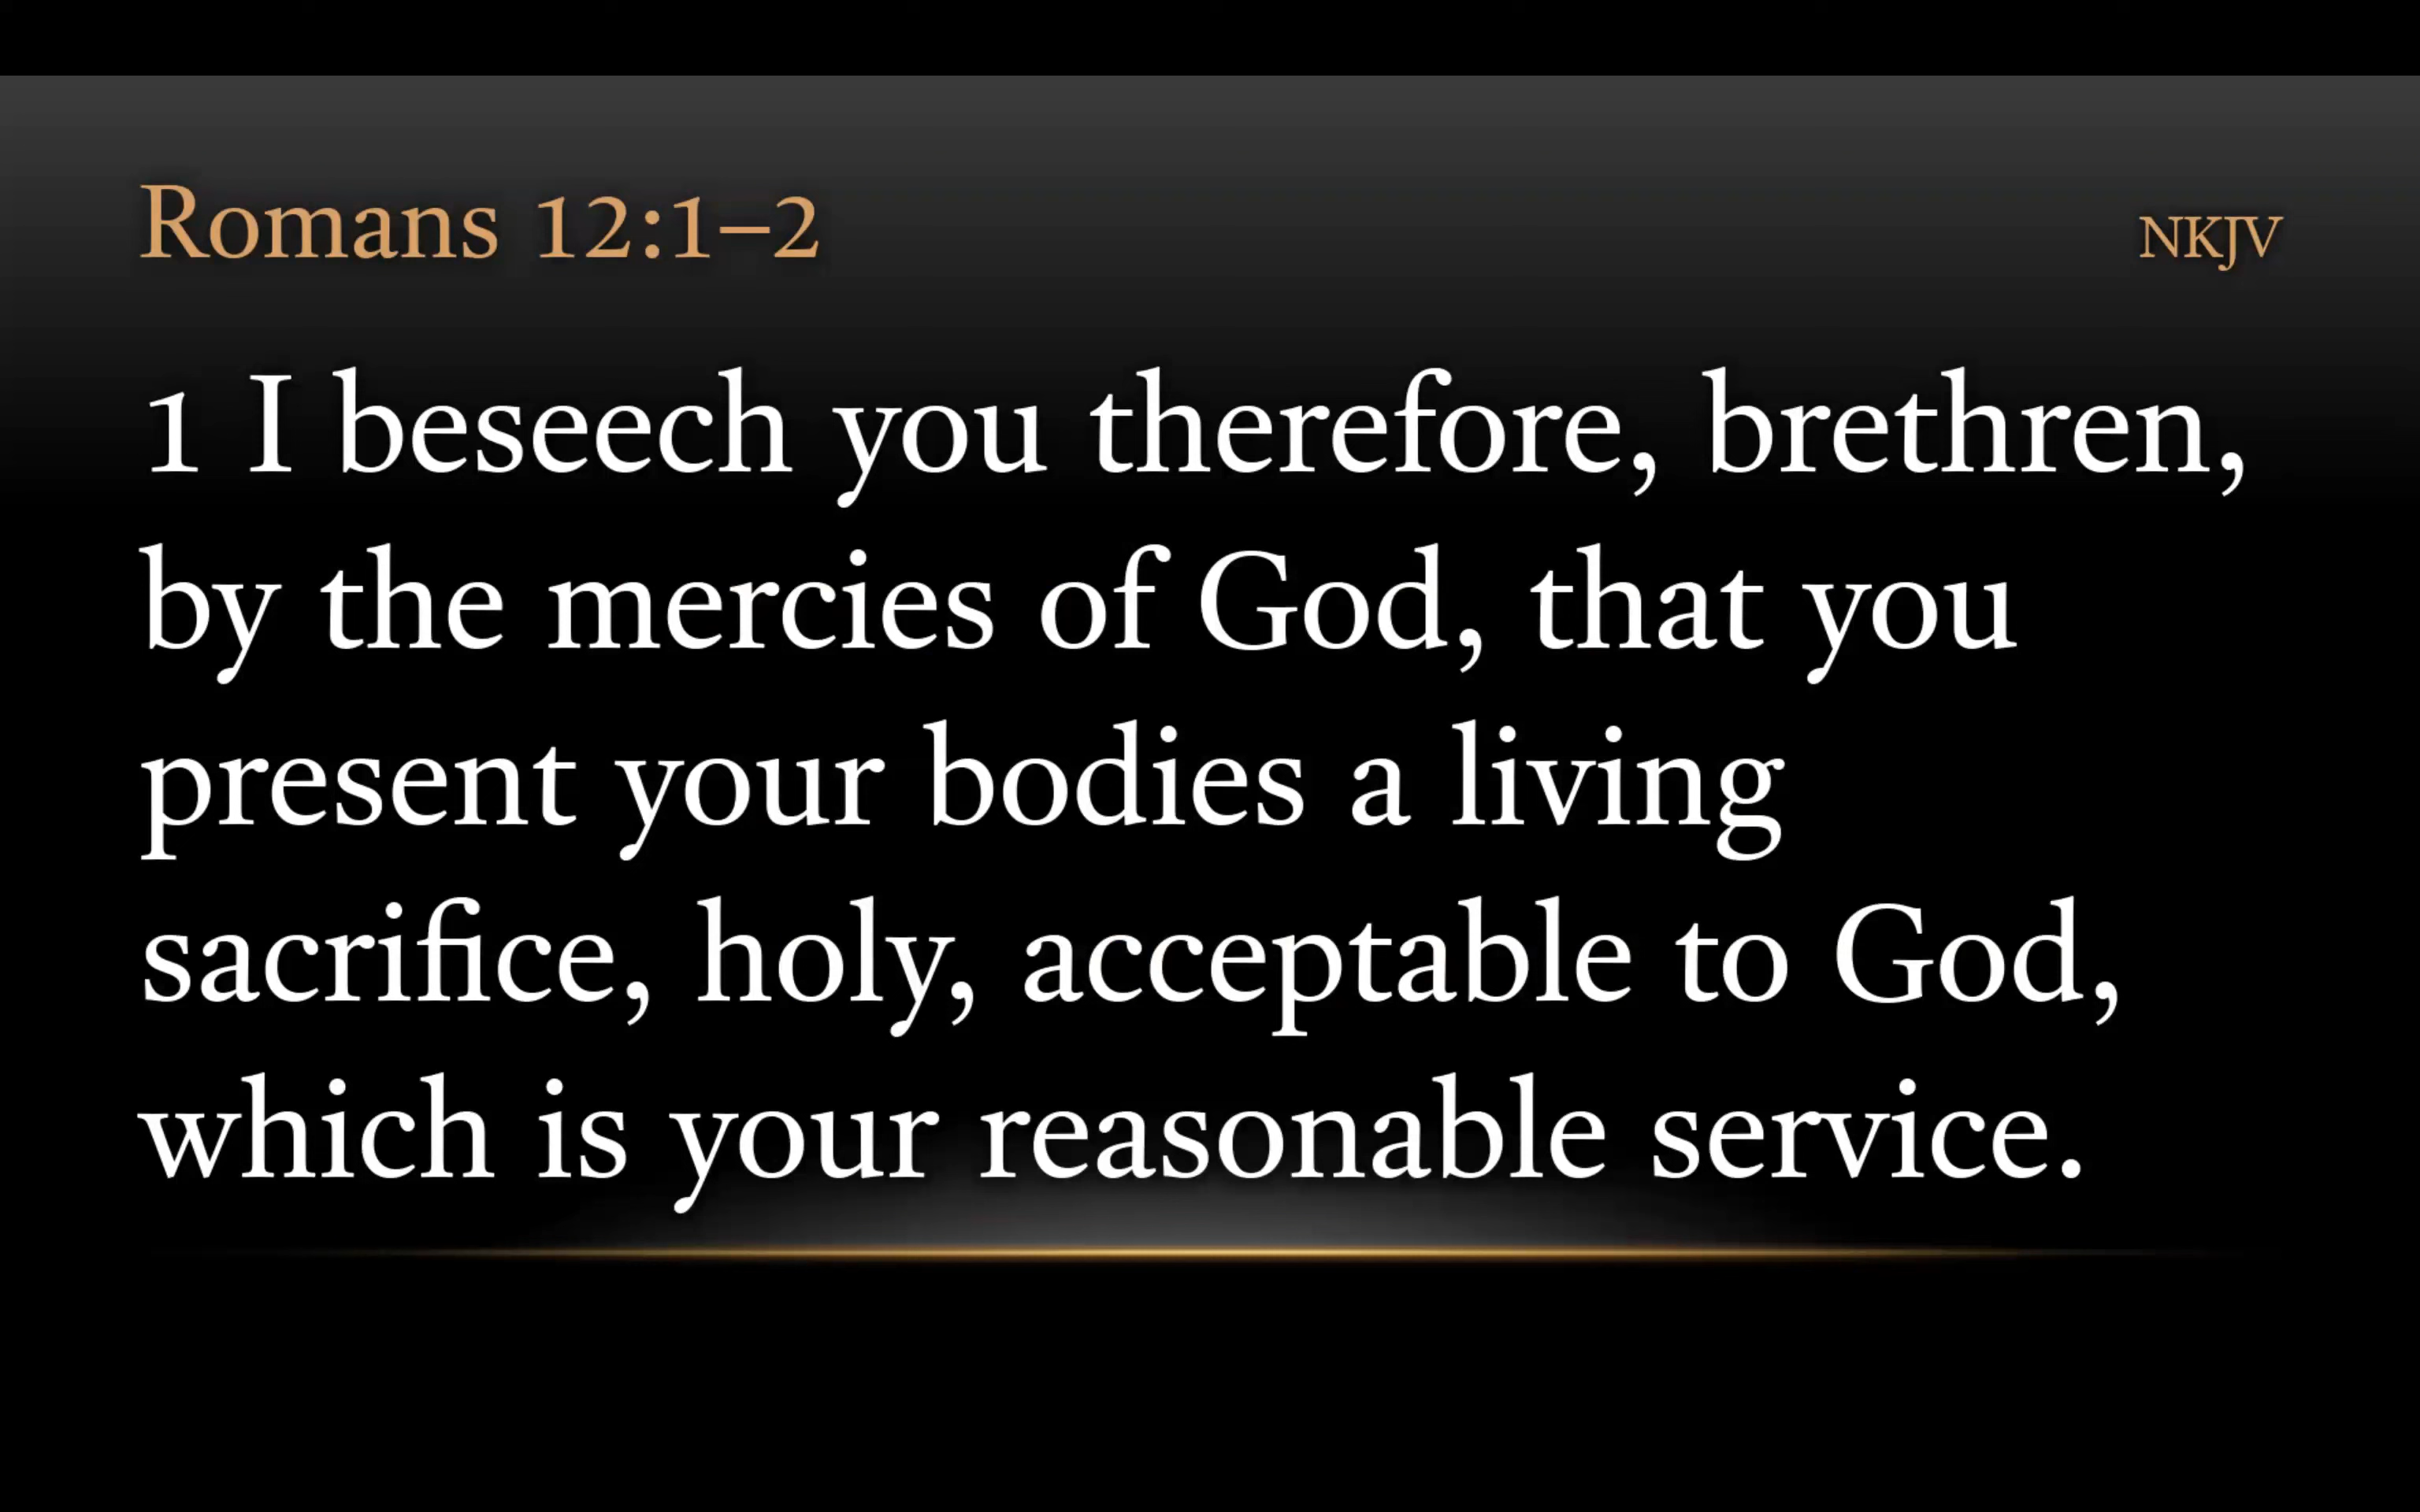 Romans 12:1–2
NKJV
1 I beseech you therefore, brethren,
by the mercies of God, that you
present your bodies a living
sacrifice, holy, acceptable to God,
which is your reasonable service.